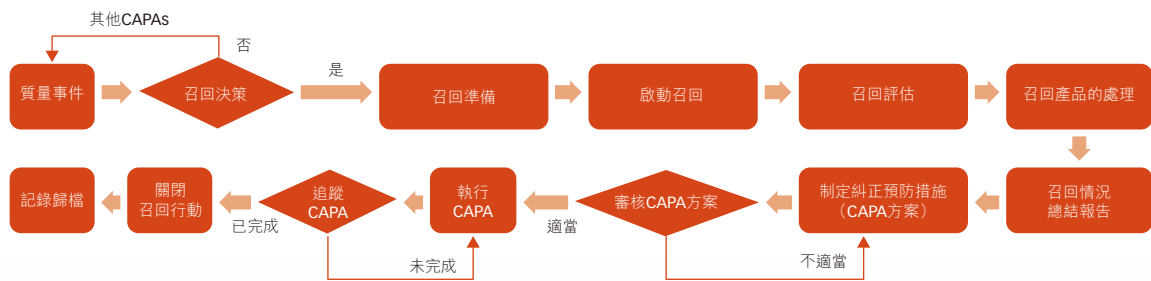 其他CAPAs
否
質量事件
召回決策
是
召回準備
啟動召回
召回評估
召回產品的處理
召回情況
總結報告
制定糾正預防措施
（CAPA方案）
審核CAPA方案
不適當
適當
執行
CAPA
追蹤
CAPA
未完成
已完成
關閉
召回行動
記錄歸檔